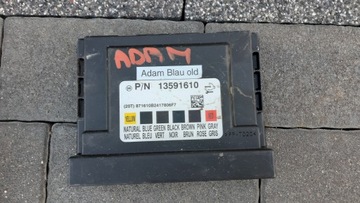 ADAM
Adam Blau old
P/N 13591610
YELLOW
NATURAL BLUE GREEN BLACK BROWN PINK GRAY
NATUREL BLEU VERT NOIR BRUN ROSE GRIS